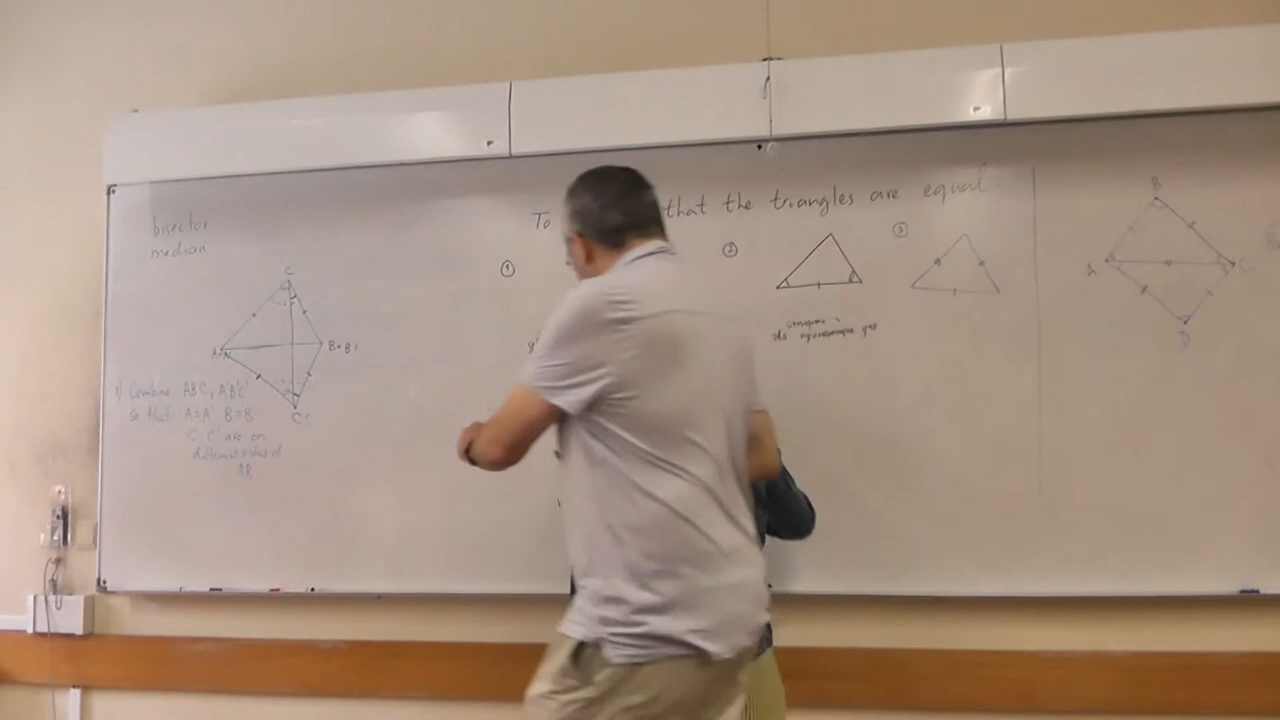 bisector
median
C
A=A'
B=B'
C'
1) Combine ABC, A'B'C'
so that A=A' B=B
C, C' are on
different sides of
AB
To that the triangles are equal
①
②
③
B
A
C
D